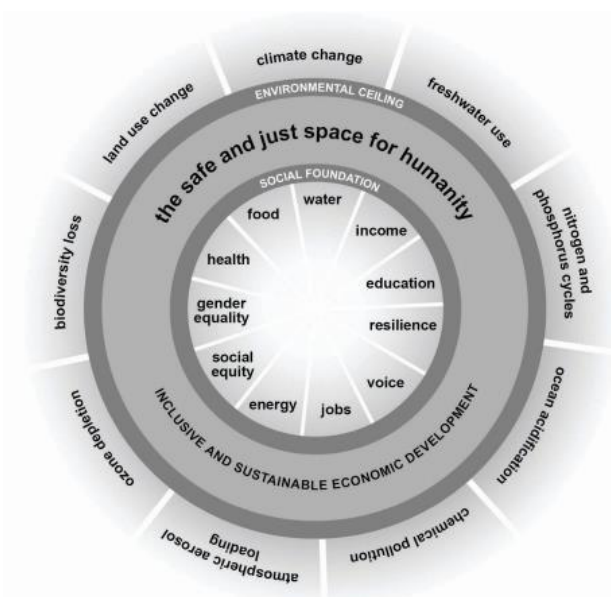 climate change
freshwater use
nitrogen and
phosphorus cycles
ocean acidification
chemical pollution
atmospheric aerosol
loading
ozone depletion
biodiversity loss
land use change
ENVIRONMENTAL CEILING
the safe and just space for humanity
SOCIAL FOUNDATION
water
income
education
resilience
voice
jobs
energy
social
equity
gender
equality
health
food
INCLUSIVE AND SUSTAINABLE ECONOMIC DEVELOPMENT